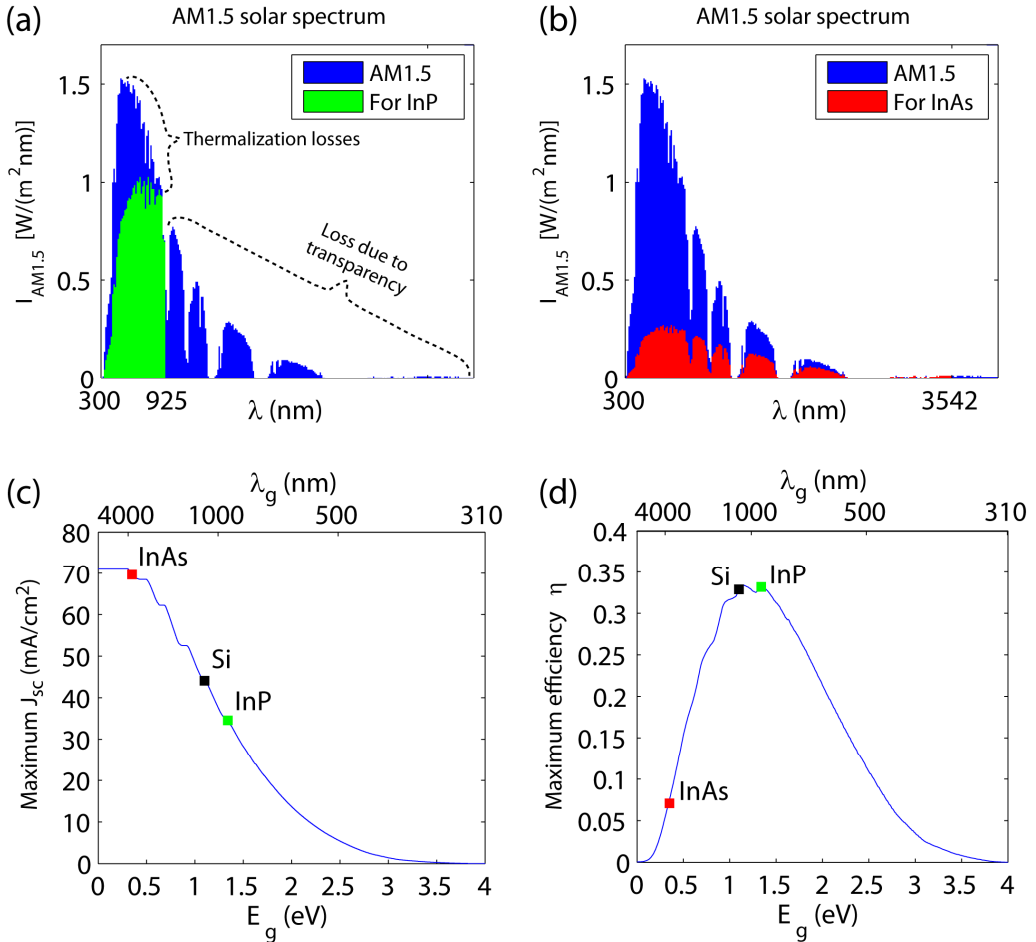 (a)
AM1.5 solar spectrum
AM1.5
For InP
Thermalization losses
Loss due to
transparency
I_AM1.5 [W/(m²nm)]
1.5
1
0.5
0
300
925
λ (nm)
(b)
AM1.5 solar spectrum
AM1.5
For InAs
I_AM1.5 [W/(m²nm)]
1.5
1
0.5
0
300
3542
λ (nm)
(c)
λ_g (nm)
4000 1000 500 310
InAs
Si
InP
Maximum J_sc (mA/cm2)
80
70
60
50
40
30
20
10
0
0 0.5 1 1.5 2 2.5 3 3.5 4
E_g (eV)
(d)
λ_g (nm)
4000 1000 500 310
Si
InP
InAs
Maximum efficiency η
0.4
0.35
0.3
0.25
0.2
0.15
0.1
0.05
0
0 0.5 1 1.5 2 2.5 3 3.5 4
E_g (eV)